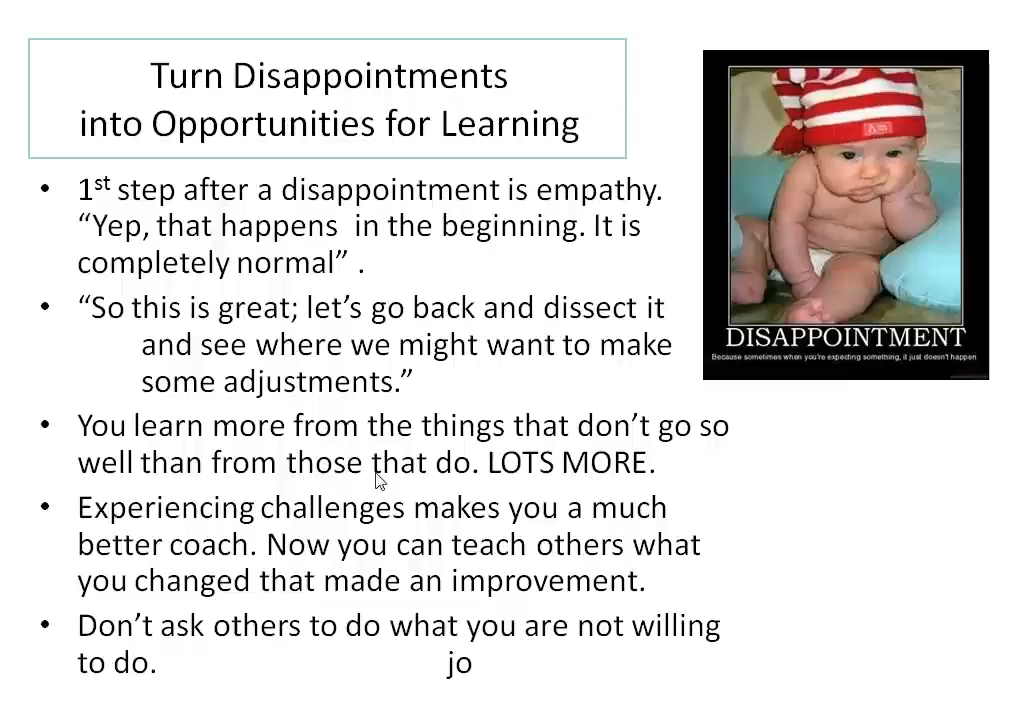 Turn Disappointments
into Opportunities for Learning
• 1st step after a disappointment is empathy.
“Yep, that happens in the beginning. It is
completely normal” .
• “So this is great; let’s go back and dissect it
and see where we might want to make
some adjustments.”
• You learn more from the things that don’t go so
well than from those that do. LOTS MORE.
• Experiencing challenges makes you a much
better coach. Now you can teach others what
you changed that made an improvement.
• Don’t ask others to do what you are not willing
to do. jo
DISAPPOINTMENT
Because sometimes when you're expecting something, it just doesn't happen